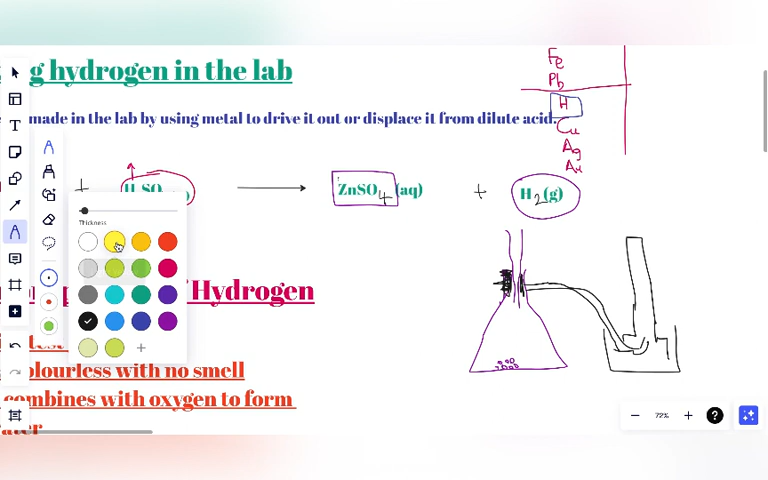 g hydrogen in the lab
Fe
Pb
H
Cu
Ag
Au
made in the lab by using metal to drive it out or displace it from dilute acid.
+ H SO
ZnSO4 (aq) + H2(g)
Thickness
f Hydrogen
olourless with no smell
combines with oxygen to form
ater
72%